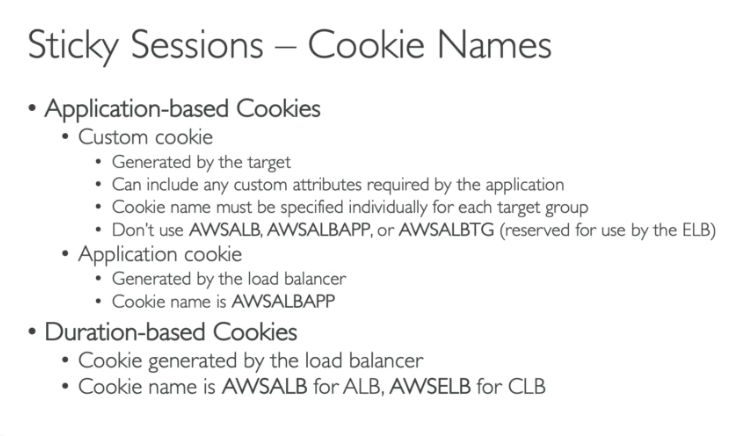 Sticky Sessions – Cookie Names
• Application-based Cookies
• Custom cookie
• Generated by the target
• Can include any custom attributes required by the application
• Cookie name must be specified individually for each target group
• Don't use AWSALB, AWSALBAPP, or AWSALBTG (reserved for use by the ELB)
• Application cookie
• Generated by the load balancer
• Cookie name is AWSALBAPP
• Duration-based Cookies
• Cookie generated by the load balancer
• Cookie name is AWSALB for ALB, AWSELB for CLB